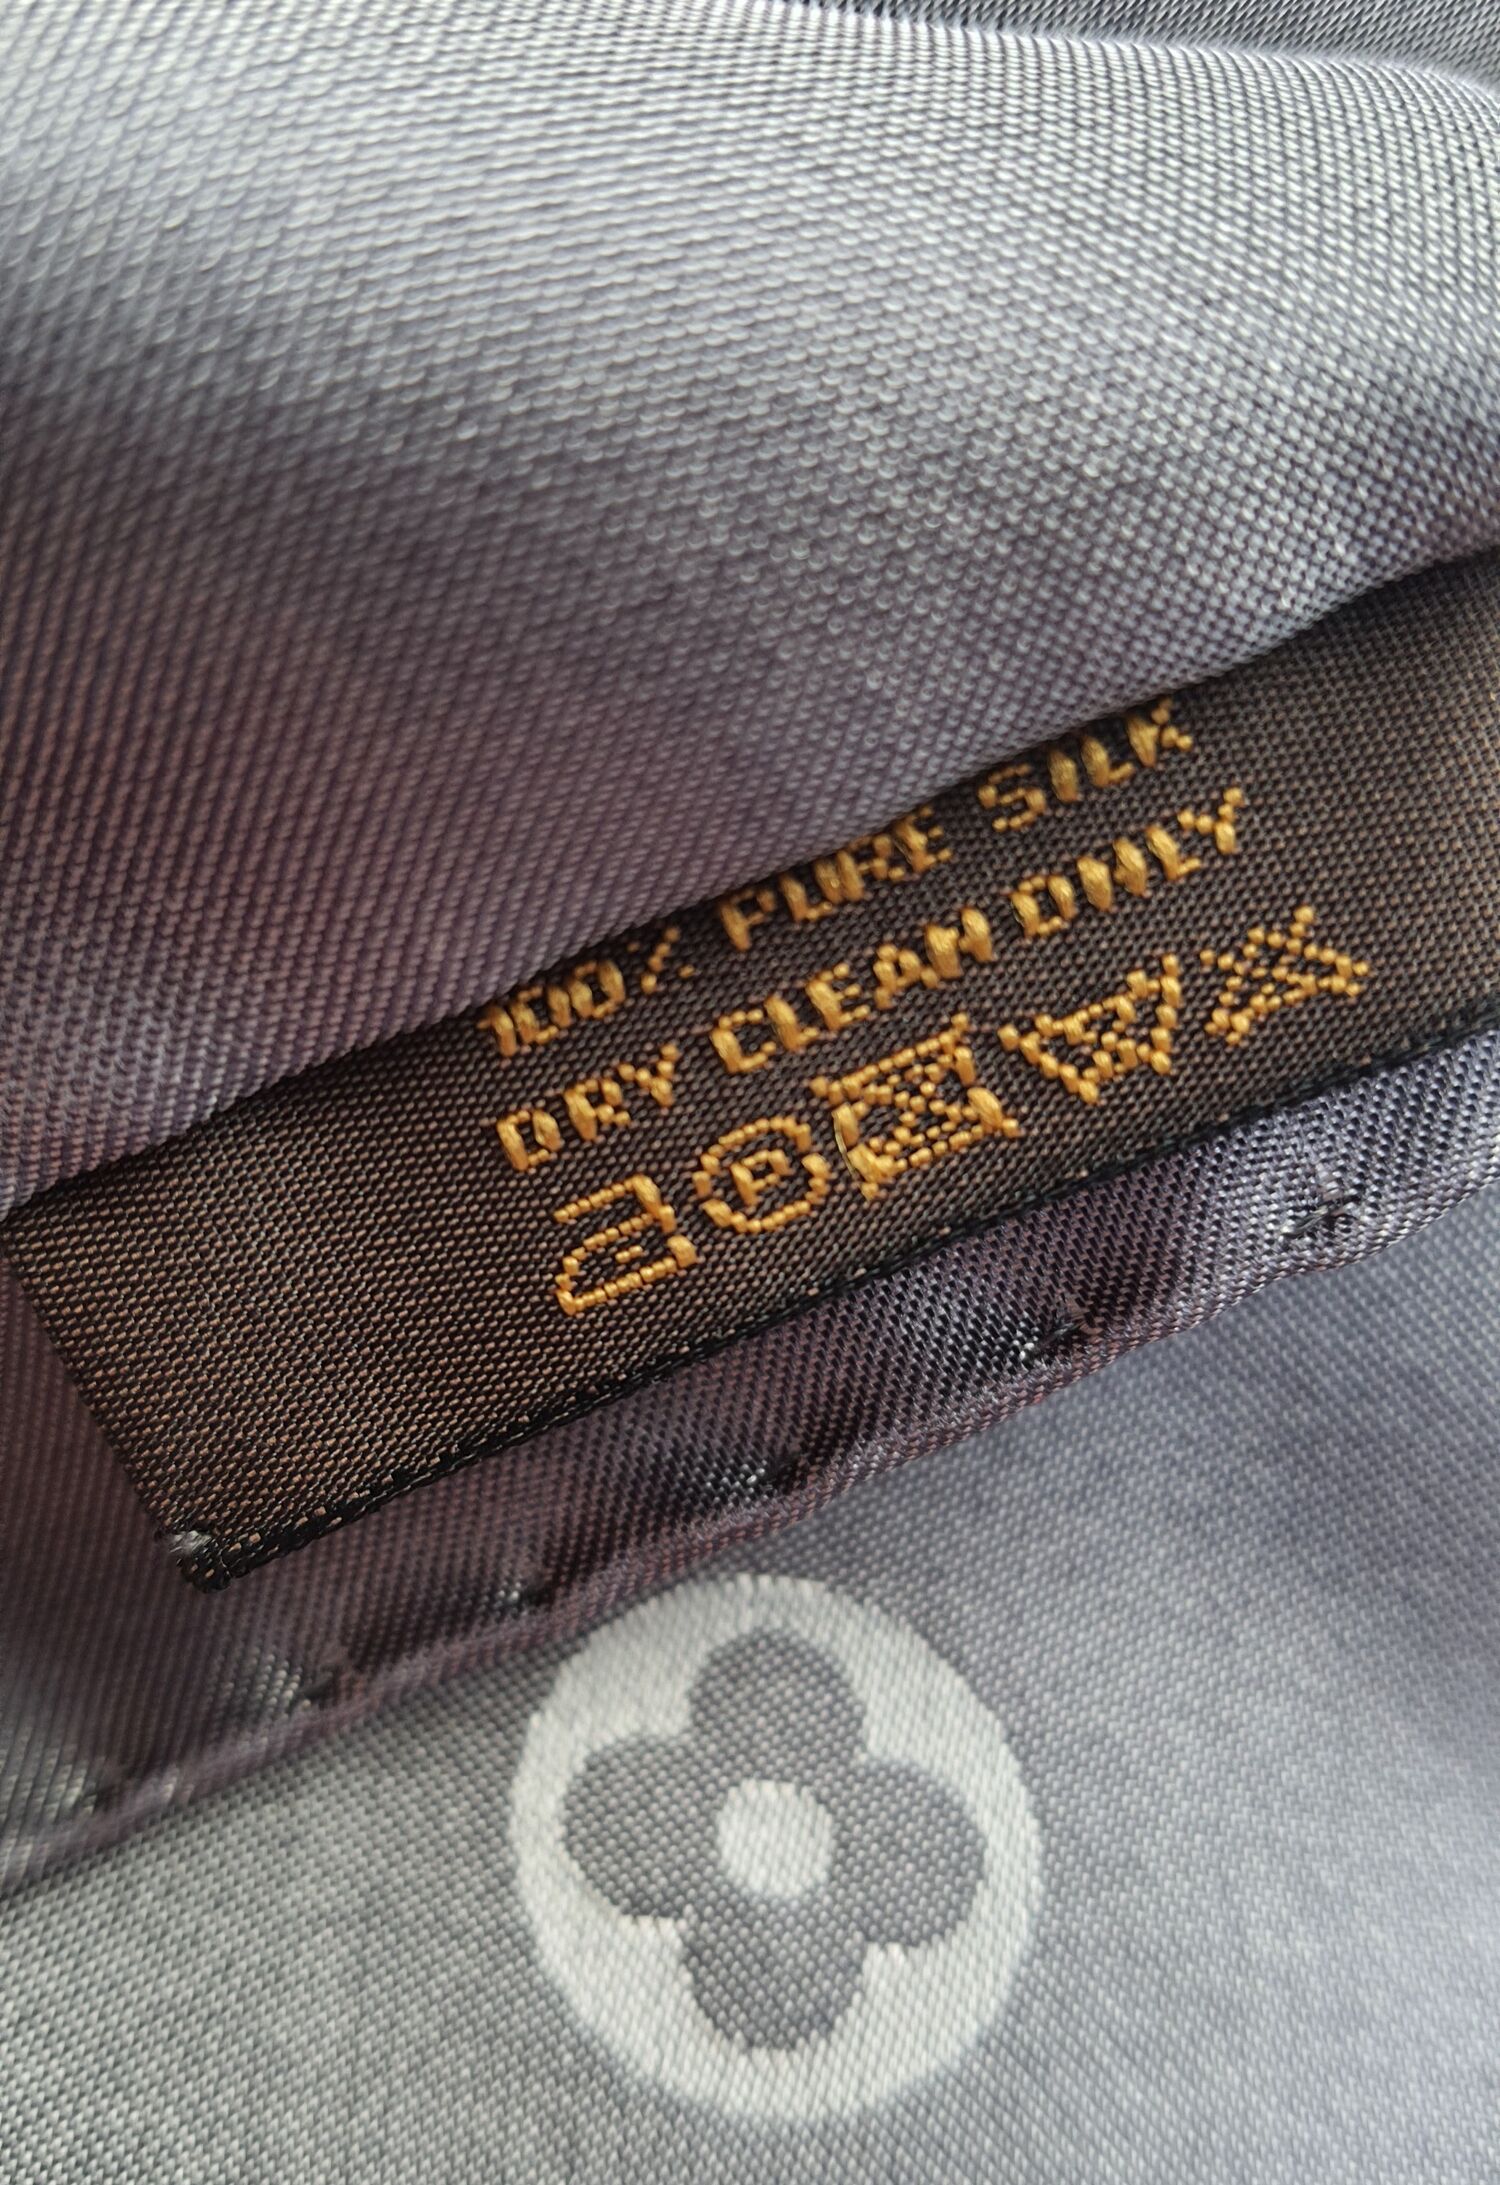 100% PURE SILK
DRY CLEAN ONLY
P